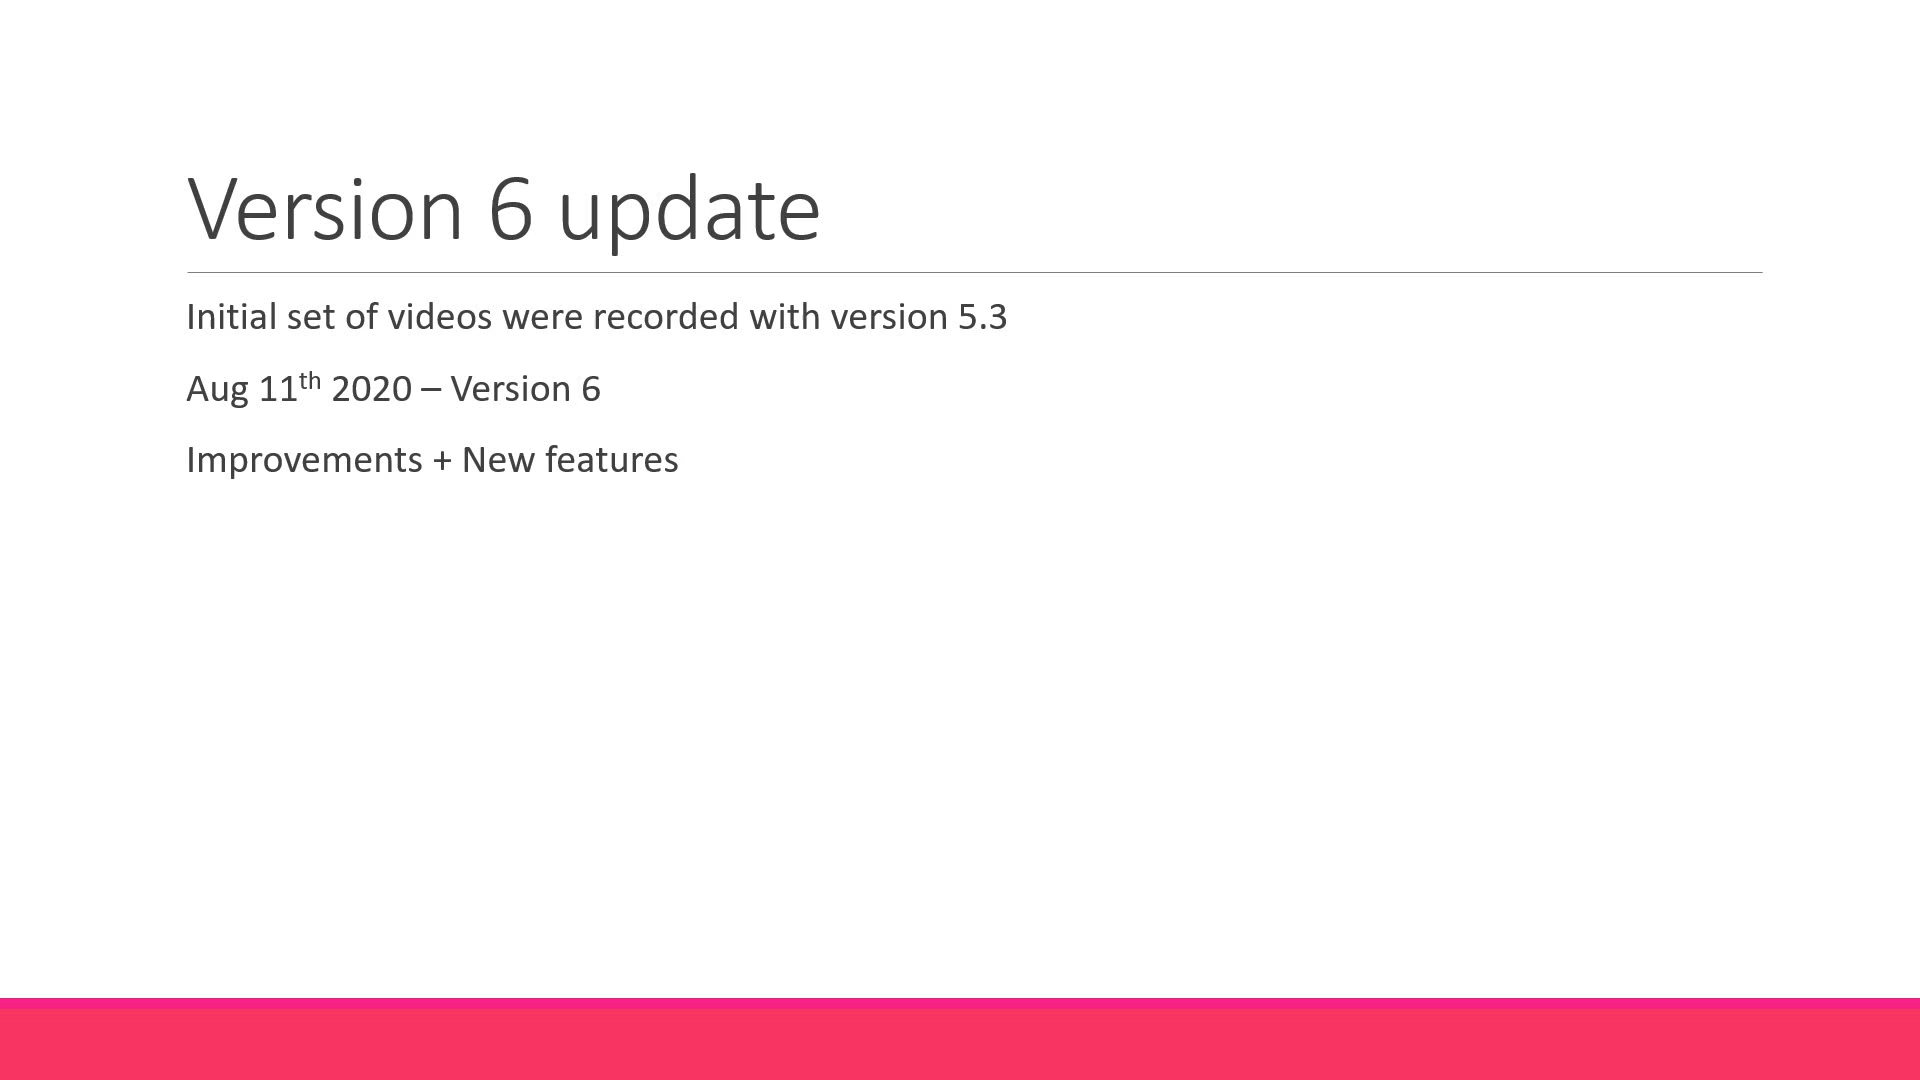 Version 6 update
Initial set of videos were recorded with version 5.3
Aug 11th 2020 – Version 6
Improvements + New features